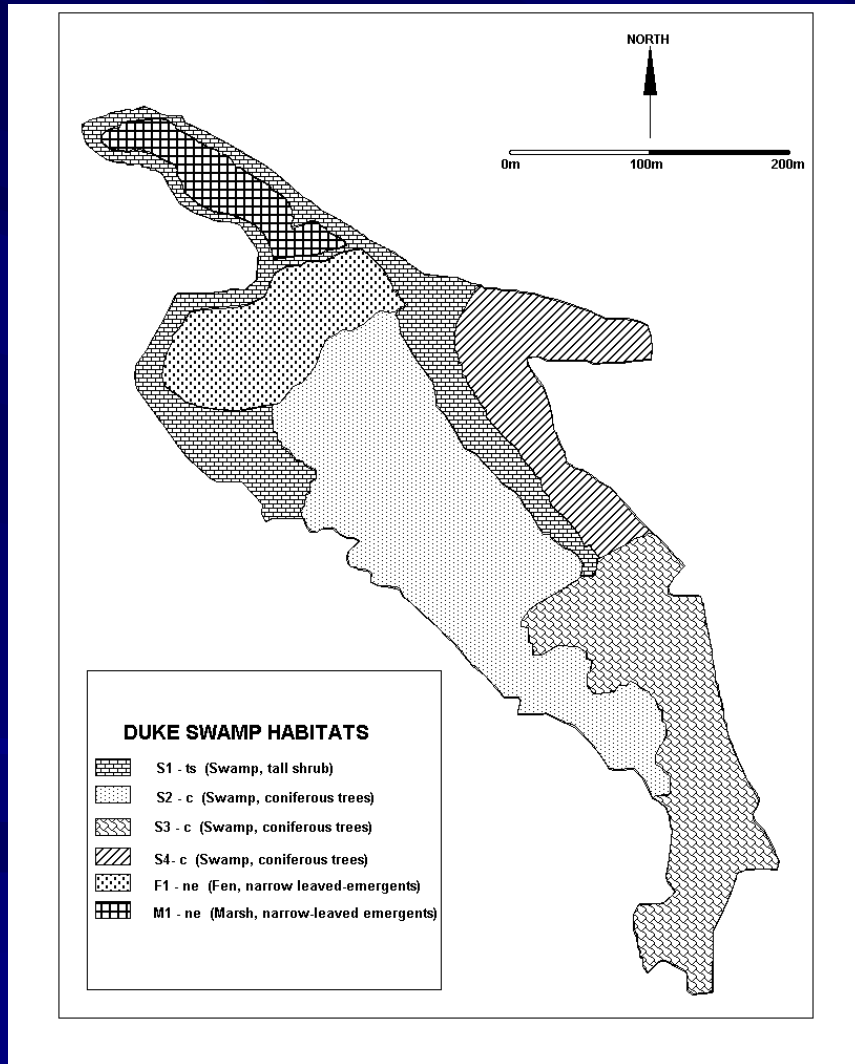 NORTH
0m 100m 200m
DUKE SWAMP HABITATS
S1 - ts (Swamp, tall shrub)
S2 - c (Swamp, coniferous trees)
S3 - c (Swamp, coniferous trees)
S4- c (Swamp, coniferous trees)
F1 - ne (Fen, narrow leaved-emergents)
M1 - ne (Marsh, narrow-leaved emergents)